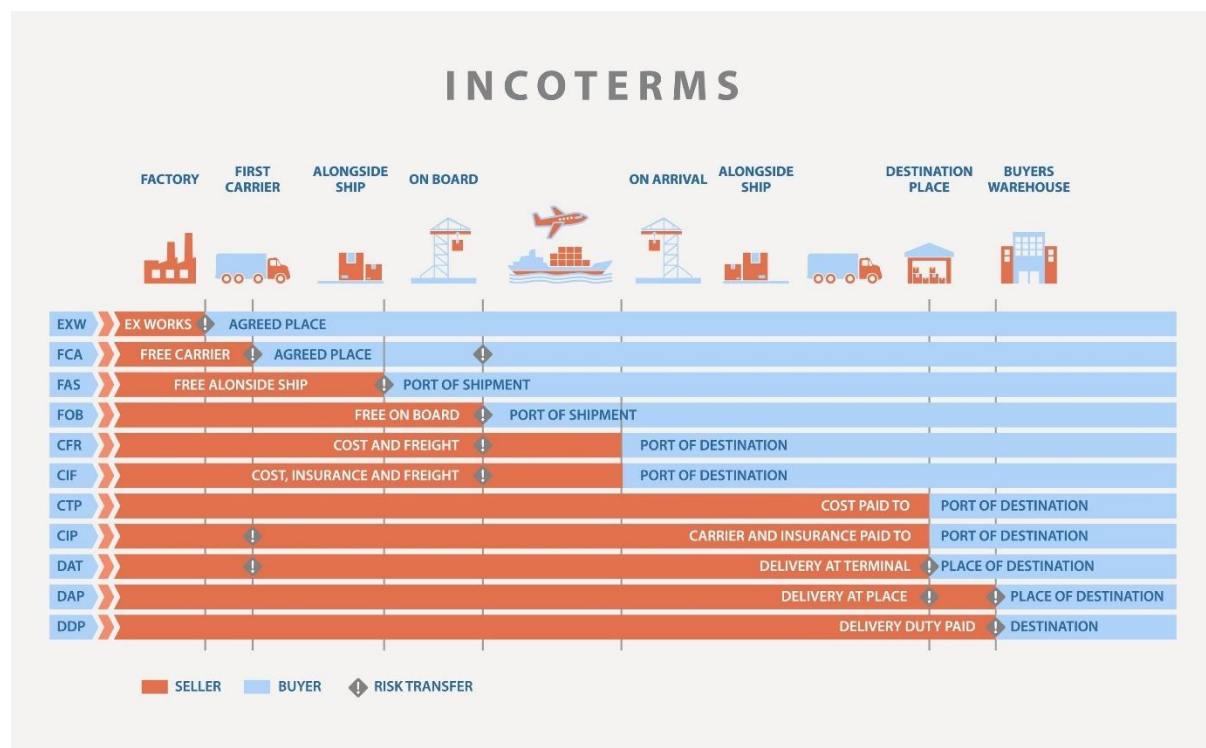 INCOTERMS
FACTORY
FIRST
CARRIER
ALONGSIDE
SHIP
ON BOARD
ON ARRIVAL
ALONGSIDE
SHIP
DESTINATION
PLACE
BUYERS
WAREHOUSE
EXW EX WORKS ! AGREED PLACE
FCA FREE CARRIER ! AGREED PLACE !
FAS FREE ALONSIDE SHIP ! PORT OF SHIPMENT
FOB FREE ON BOARD ! PORT OF SHIPMENT
CFR COST AND FREIGHT ! PORT OF DESTINATION
CIF COST, INSURANCE AND FREIGHT ! PORT OF DESTINATION
CTP COST PAID TO PORT OF DESTINATION
CIP ! CARRIER AND INSURANCE PAID TO PORT OF DESTINATION
DAT ! DELIVERY AT TERMINAL ! PLACE OF DESTINATION
DAP DELIVERY AT PLACE ! ! PLACE OF DESTINATION
DDP DELIVERY DUTY PAID ! DESTINATION
SELLER BUYER ! RISK TRANSFER